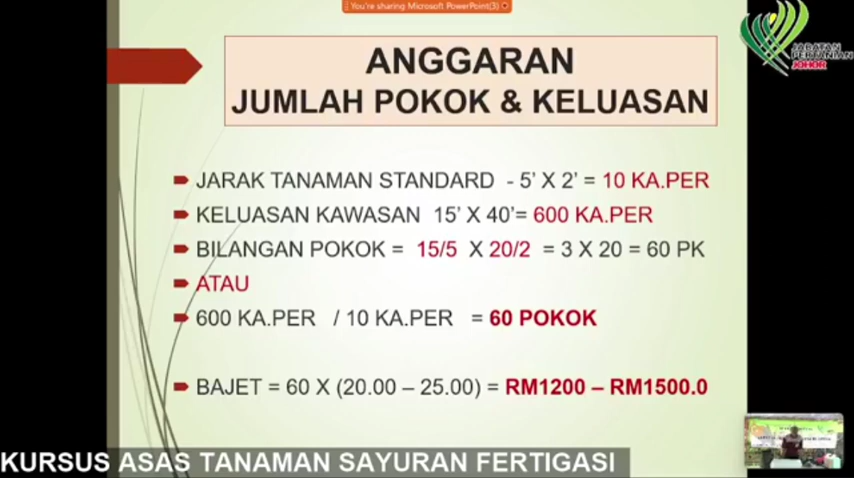 You're sharing Microsoft PowerPoint(3)
JABATAN
PERTANIAN
JOHOR
ANGGARAN
JUMLAH POKOK & KELUASAN
JARAK TANAMAN STANDARD - 5' X 2' = 10 KA.PER
KELUASAN KAWASAN 15' X 40'= 600 KA.PER
BILANGAN POKOK = 15/5 X 20/2 = 3 X 20 = 60 PK
ATAU
600 KA.PER / 10 KA.PER = 60 POKOK
BAJET = 60 X (20.00 – 25.00) = RM1200 – RM1500.0
KURSUS ASAS TANAMAN SAYURAN FERTIGASI